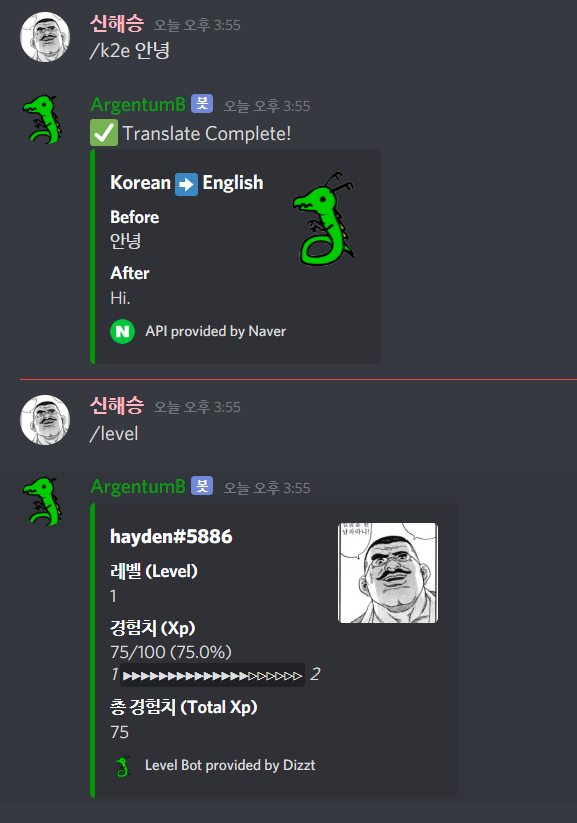 신해승 오늘 오후 3:55
/k2e 안녕
ArgentumB 봇 오늘 오후 3:55
✅ Translate Complete!
Korean ➡ English
Before
안녕
After
Hi.
N API provided by Naver
신해승 오늘 오후 3:55
/level
ArgentumB 봇 오늘 오후 3:55
hayden#5886
남자라니!
레벨 (Level)
1
경험치 (Xp)
75/100 (75.0%)
1 ▶▶▶▶▶▶▶▶▶▶▶▶▶▶▷▷▷▷▷▷ 2
총 경험치 (Total Xp)
75
Level Bot provided by Dizzt